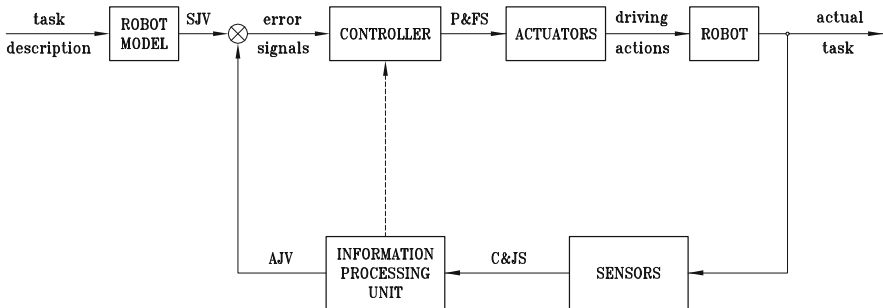 task
description
ROBOT
MODEL
SJV
error
signals
CONTROLLER
P&FS
ACTUATORS
driving
actions
ROBOT
actual
task
AJV
INFORMATION
PROCESSING
UNIT
C&JS
SENSORS